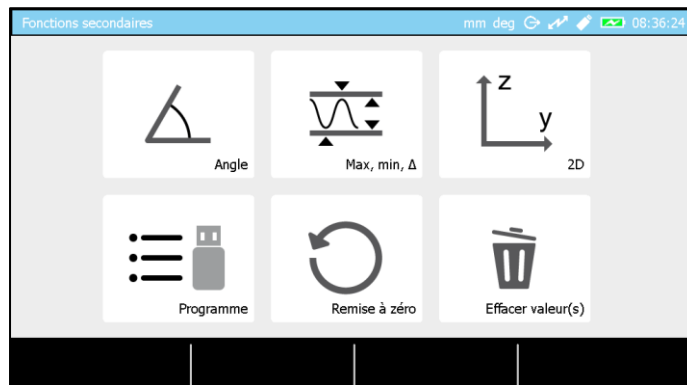 Fonctions secondaires mm deg 08:36:24
Angle
Max, min, Δ
z
y
2D
Programme
Remise à zéro
Effacer valeur(s)